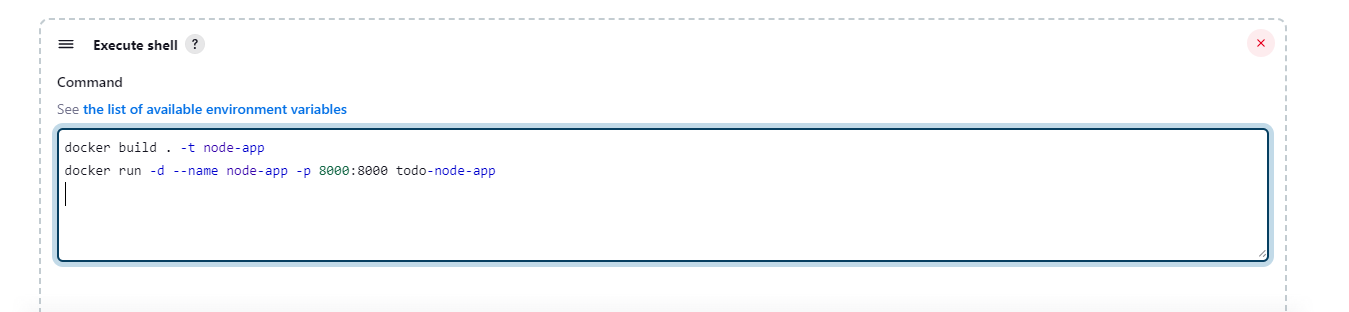 Execute shell ?
Command
See the list of available environment variables
docker build . -t node-app
docker run -d --name node-app -p 8000:8000 todo-node-app